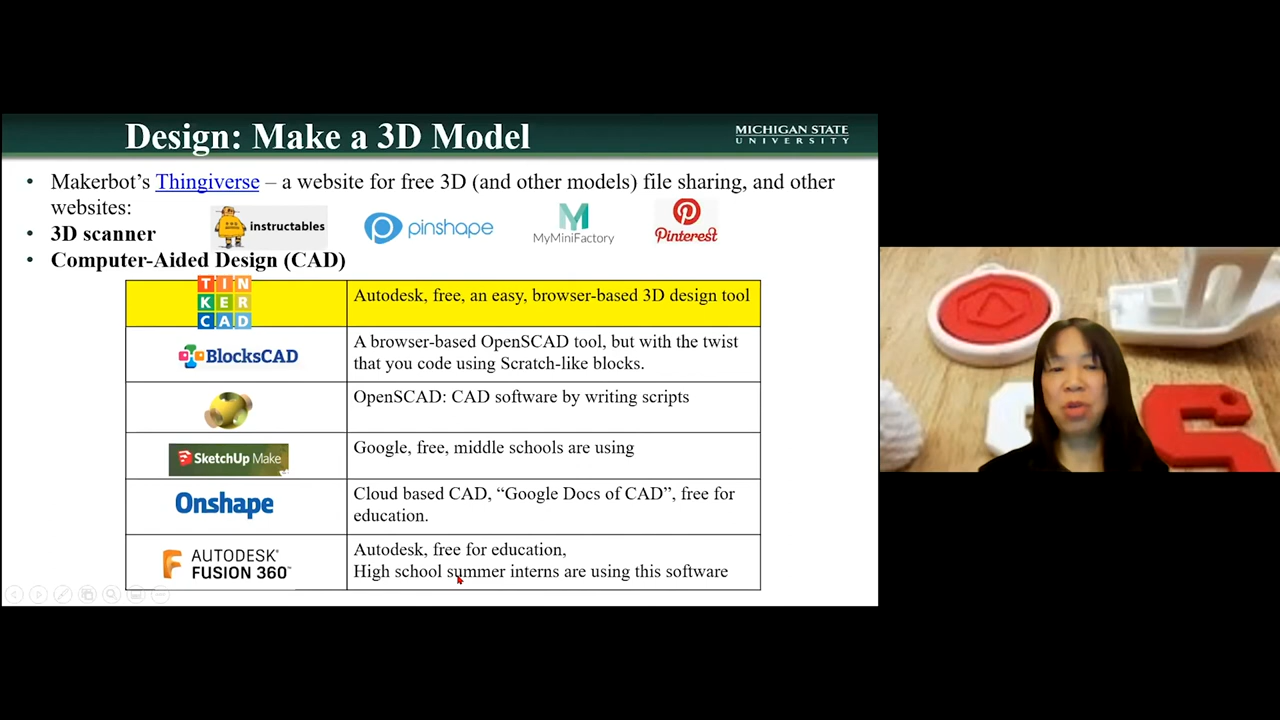 Design: Make a 3D Model
MICHIGAN STATE
UNIVERSITY
• Makerbot's Thingiverse – a website for free 3D (and other models) file sharing, and other
websites:
instructables
pinshape
MyMiniFactory
Pinterest
• 3D scanner
• Computer-Aided Design (CAD)
TIN
KER
CAD
Autodesk, free, an easy, browser-based 3D design tool
BlocksCAD
A browser-based OpenSCAD tool, but with the twist
that you code using Scratch-like blocks.
OpenSCAD: CAD software by writing scripts
SketchUp Make
Google, free, middle schools are using
Onshape
Cloud based CAD, “Google Docs of CAD”, free for
education.
AUTODESK®
FUSION 360™
Autodesk, free for education,
High school summer interns are using this software
S